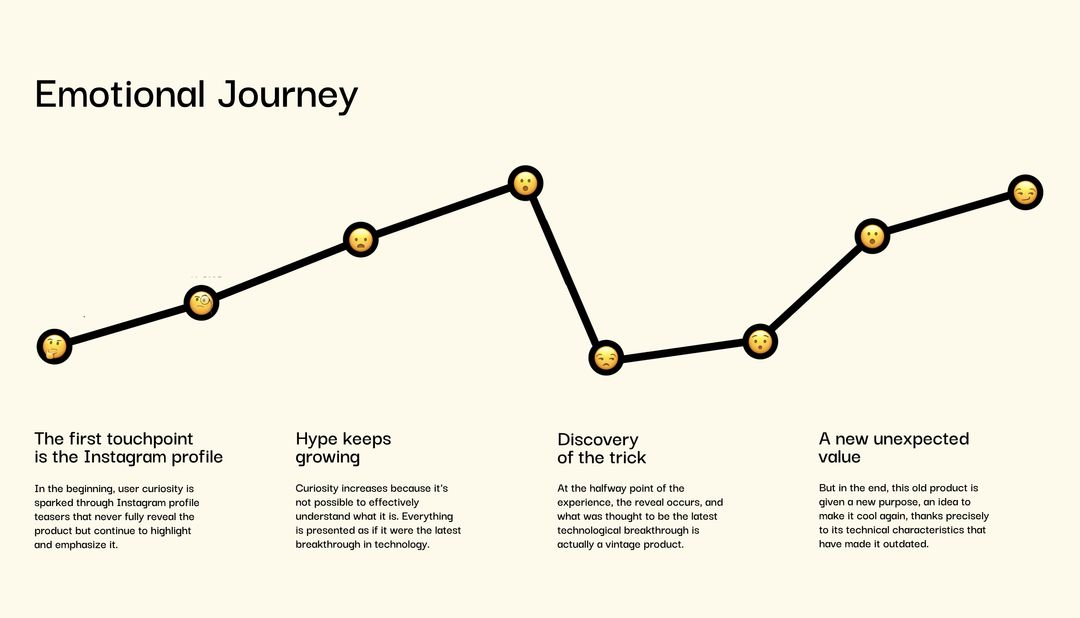 Emotional Journey
The first touchpoint
is the Instagram profile
In the beginning, user curiosity is
sparked through Instagram profile
teasers that never fully reveal the
product but continue to highlight
and emphasize it.
Hype keeps
growing
Curiosity increases because it's
not possible to effectively
understand what it is. Everything
is presented as if it were the latest
breakthrough in technology.
Discovery
of the trick
At the halfway point of the
experience, the reveal occurs, and
what was thought to be the latest
technological breakthrough is
actually a vintage product.
A new unexpected
value
But in the end, this old product is
given a new purpose, an idea to
make it cool again, thanks precisely
to its technical characteristics that
have made it outdated.